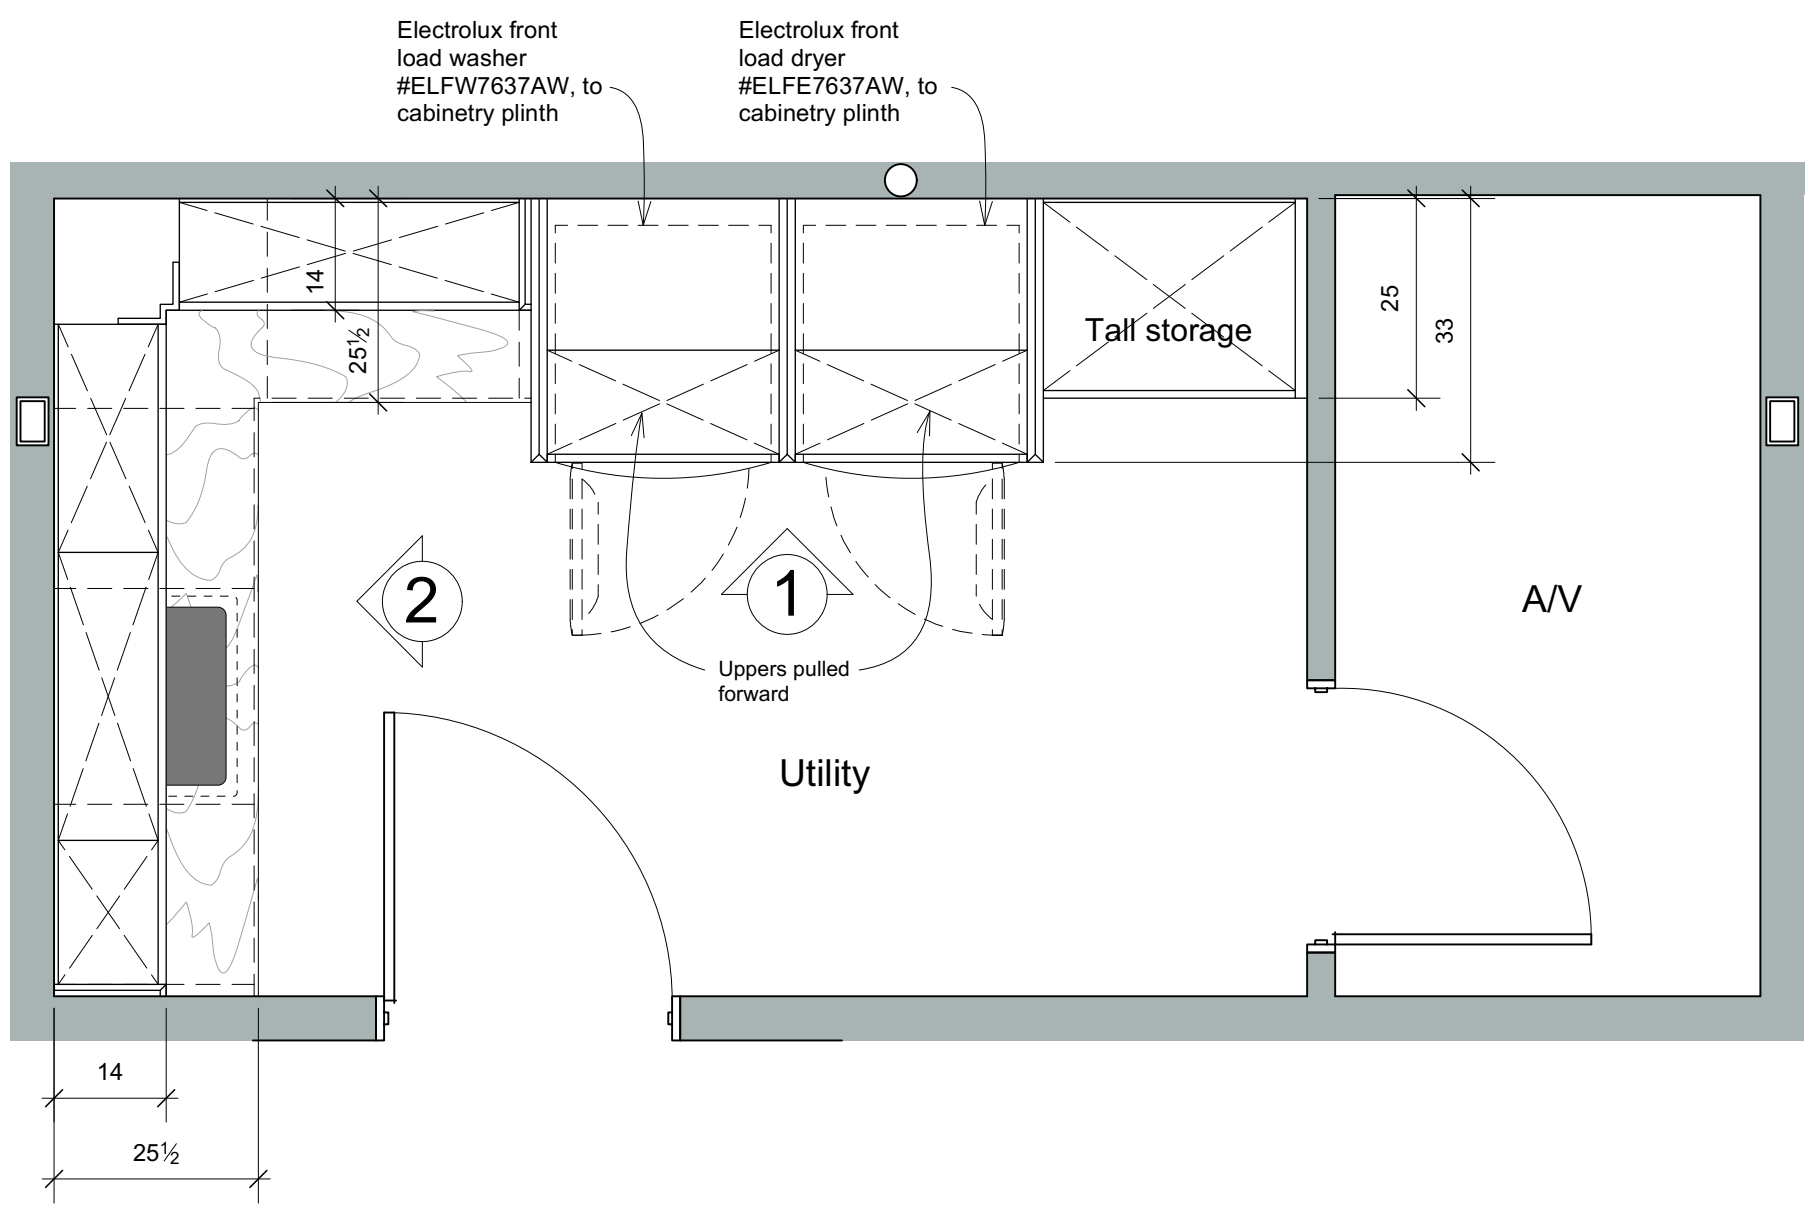 Electrolux front
load washer
#ELFW7637AW, to
cabinetry plinth
Electrolux front
load dryer
#ELFE7637AW, to
cabinetry plinth
14
25½
25
33
Tall storage
2
1
A/V
Uppers pulled
forward
Utility
14
25½